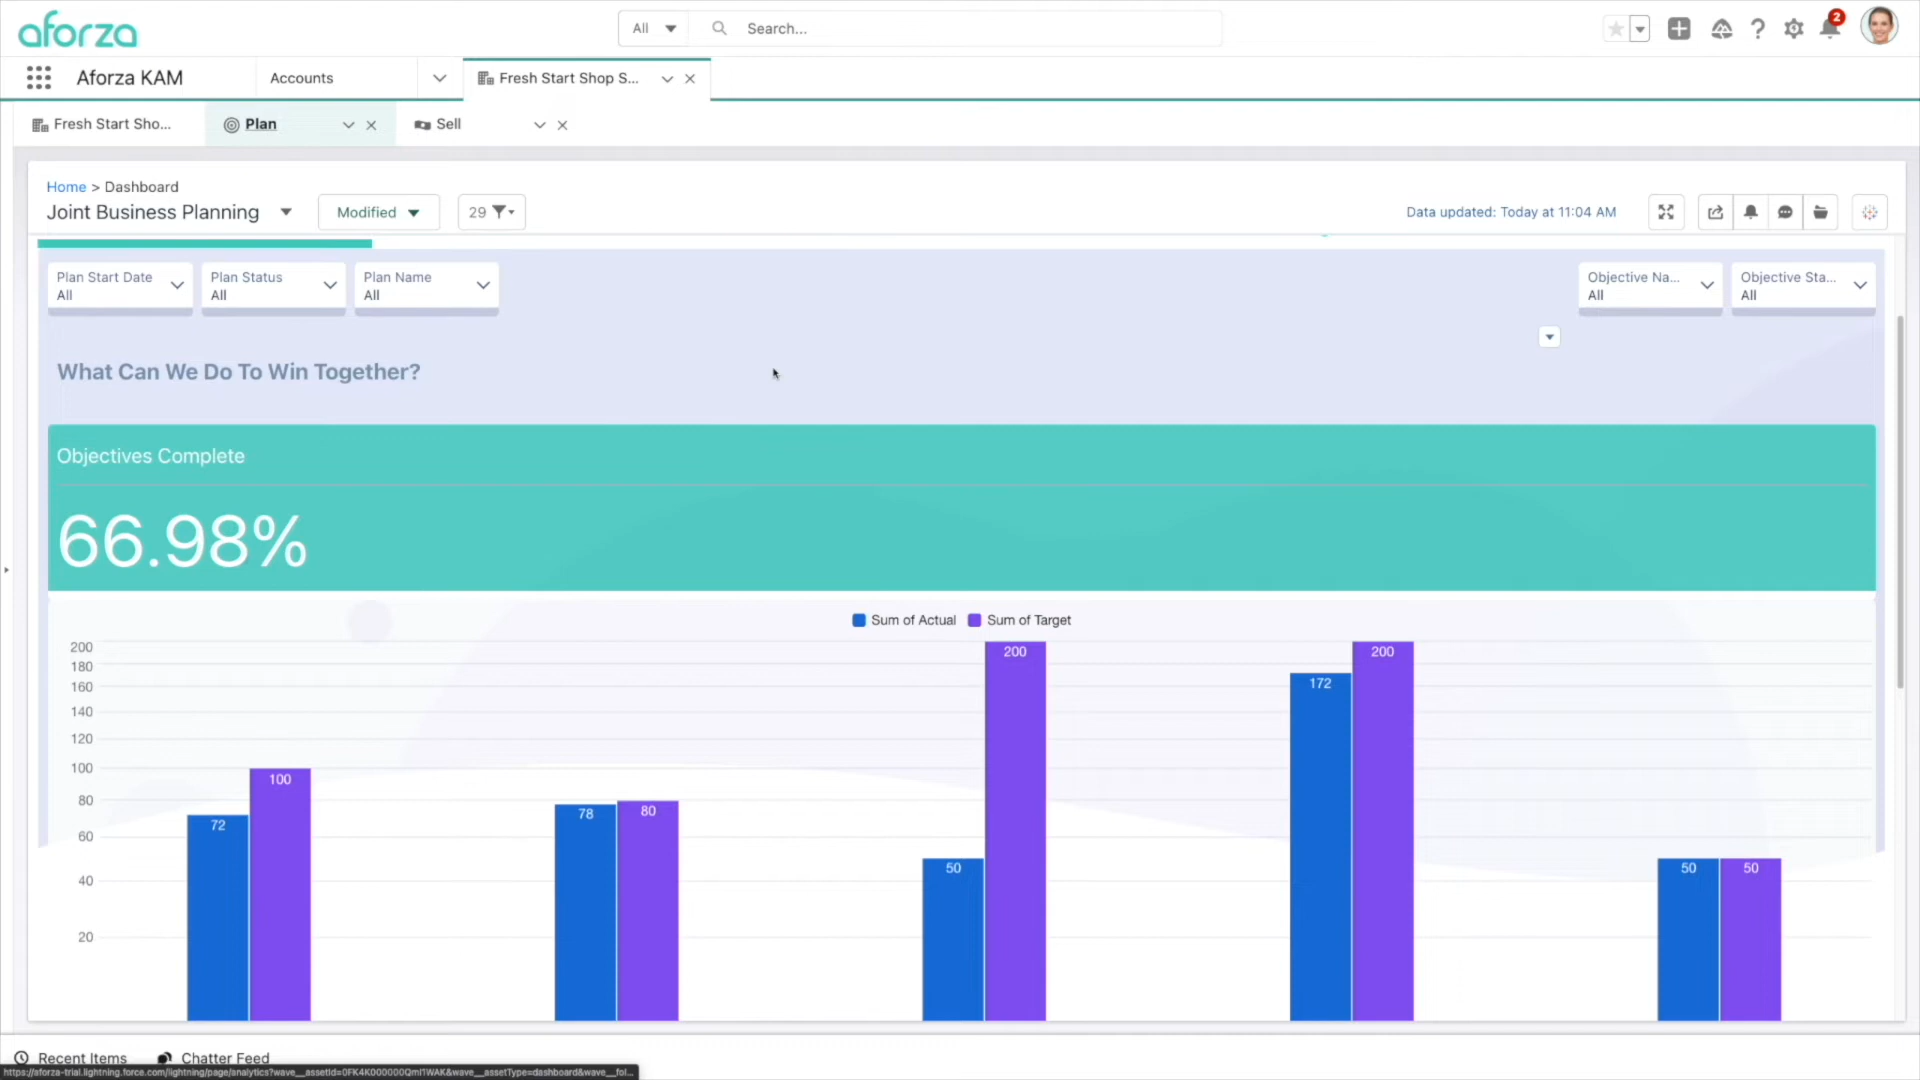 aforza
All
Search...
2
Aforza KAM
Accounts
Fresh Start Shop S...
Fresh Start Sho...
Plan
Sell
Home > Dashboard
Joint Business Planning
Modified
29
Data updated: Today at 11:04 AM
Plan Start Date
All
Plan Status
All
Plan Name
All
Objective Na...
All
Objective Sta...
All
What Can We Do To Win Together?
Objectives Complete
66.98%
Sum of Actual
Sum of Target
200
180
160
140
120
100
80
60
40
20
72
100
78
80
50
200
172
200
50
50
Recent Items
Chatter Feed